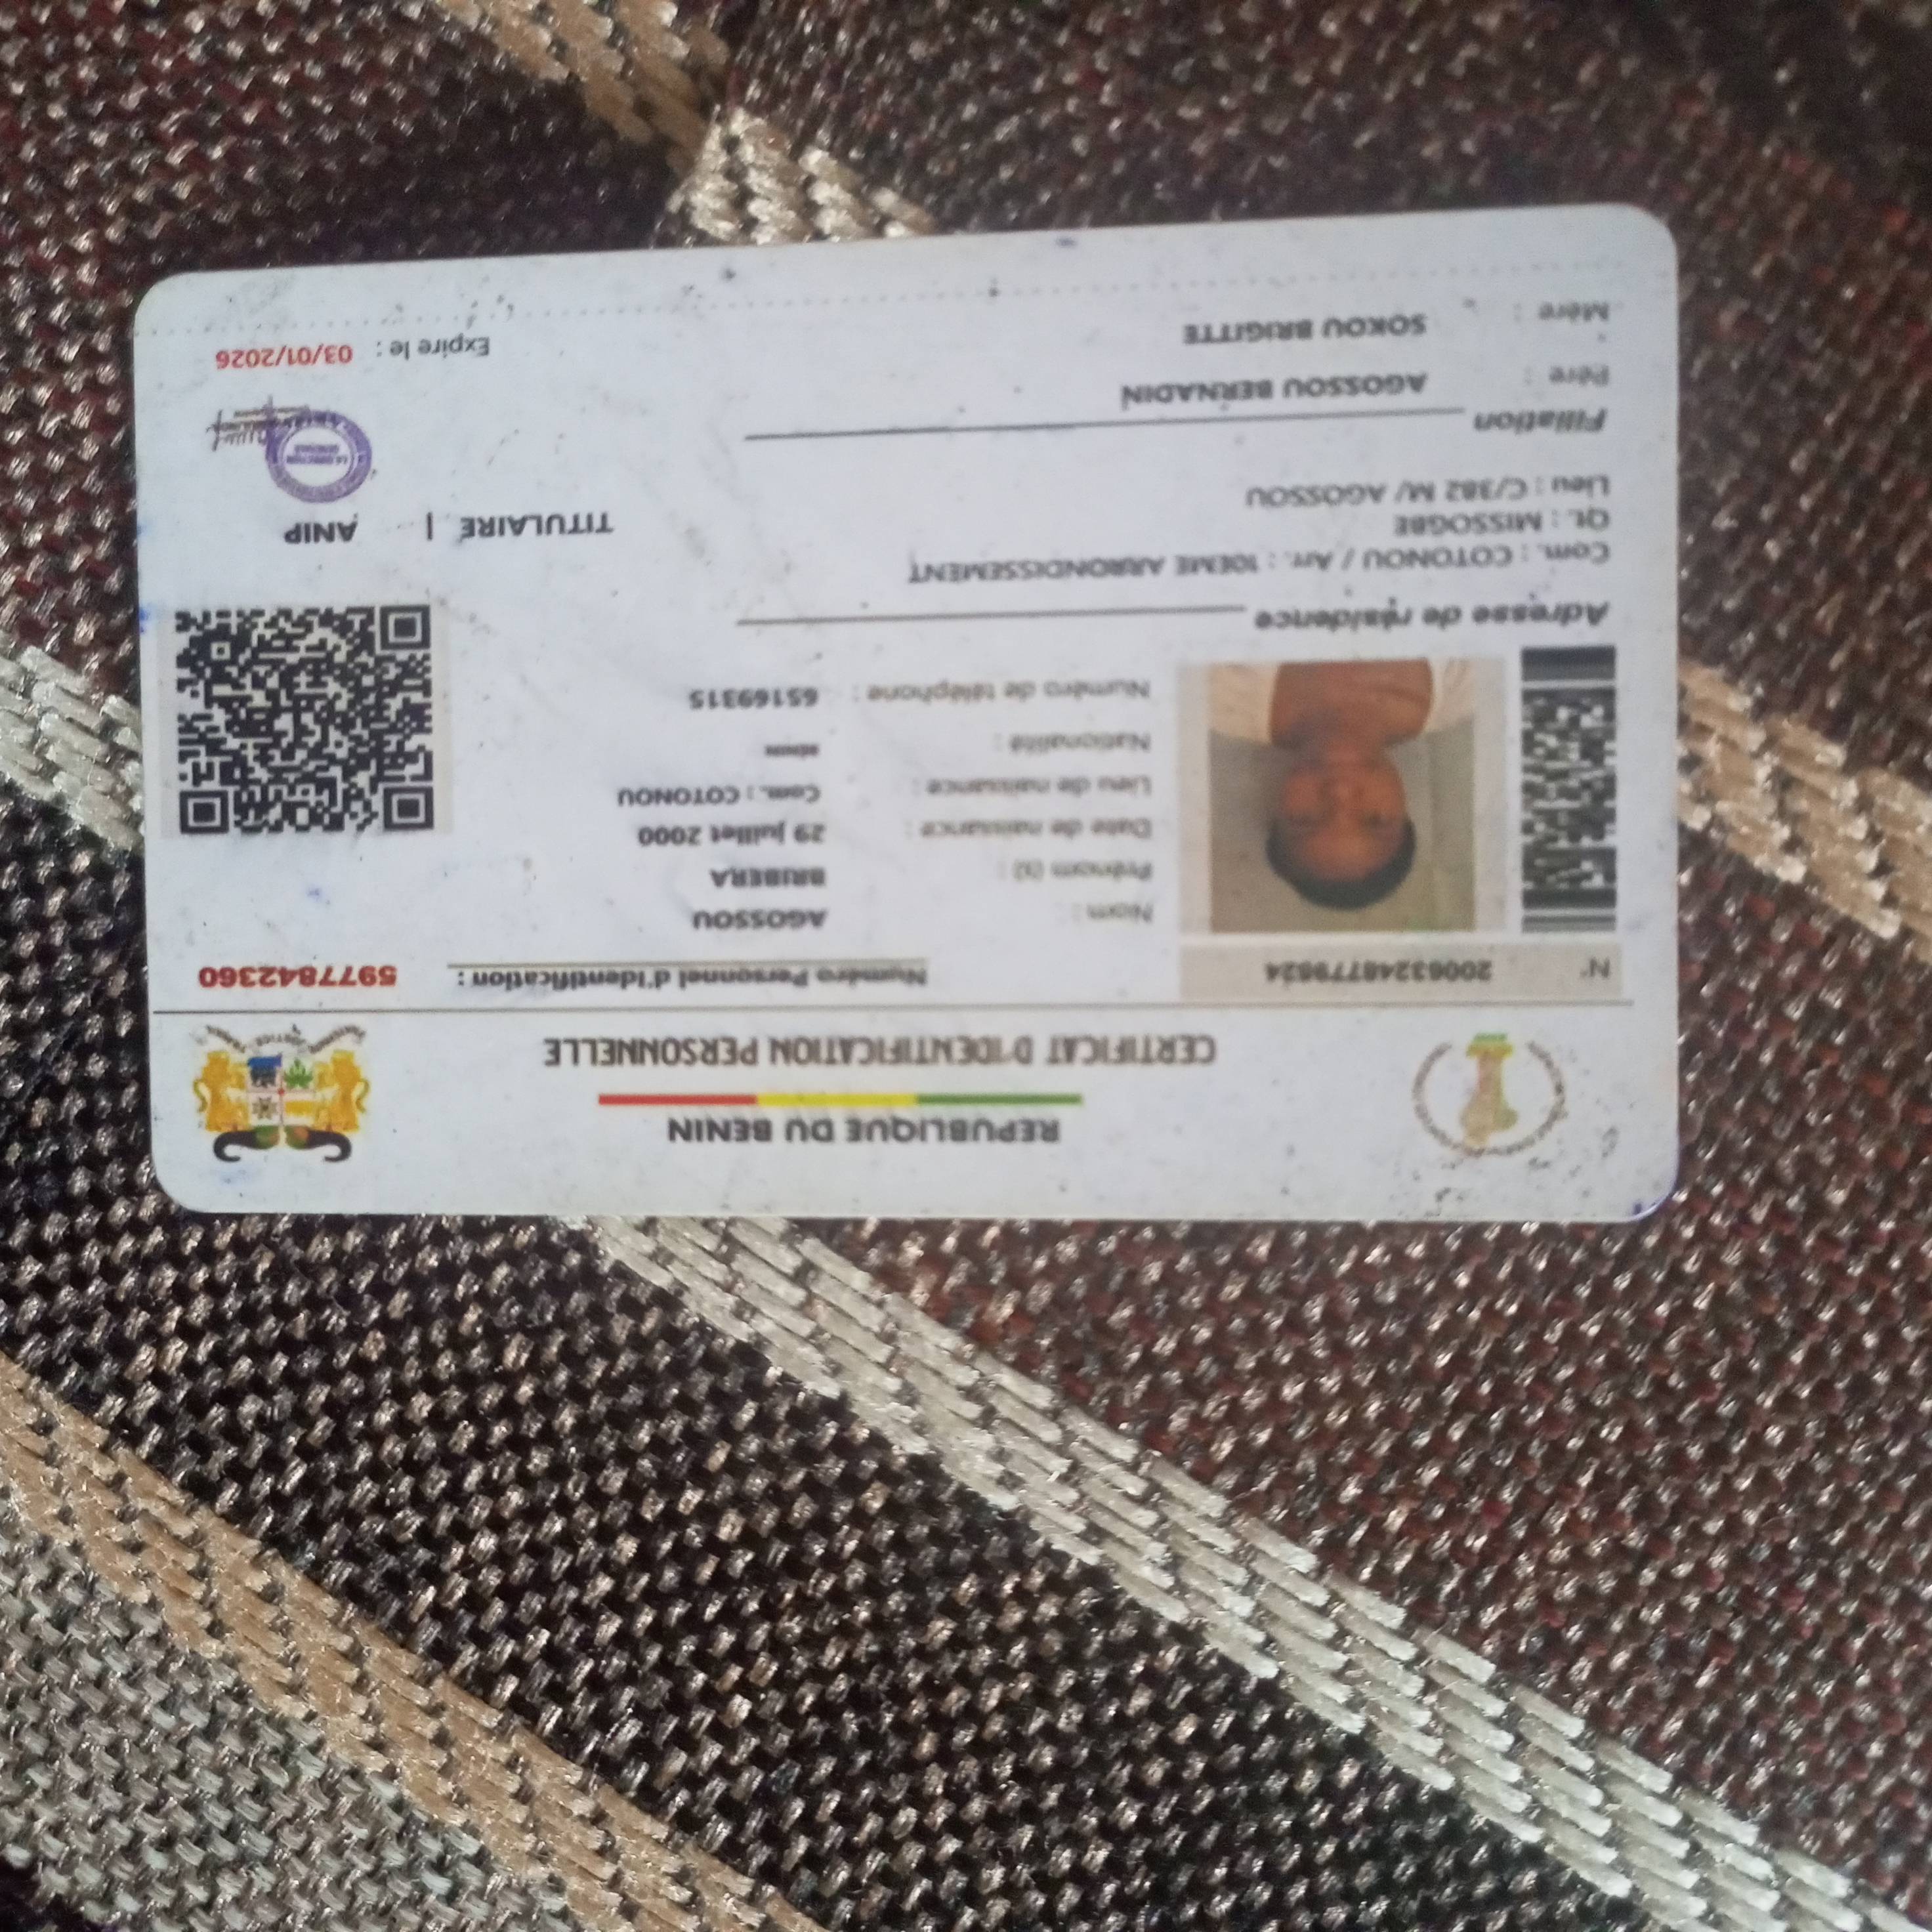 REPUBLIQUE DU BENIN
CERTIFICAT D'IDENTIFICATION PERSONNELLE
N° 20063248779824
Numéro Personnel d'Identification : 5977842360
Nom : AGOSSOU
Prénom (s) : BRIBERA
Date de naissance : 29 juillet 2000
Lieu de naissance : Com. : COTONOU
Nationalité : BENIN
Numéro de téléphone : 65169315
Adresse de résidence
Com. : COTONOU / Arr. : 10EME ARRONDISSEMENT
Qt. : MISSOGBE
Lieu : C/382 M/ AGOSSOU
TITULAIRE | ANIP
Filiation
Père : AGOSSOU BERNADIN
Mère : SOKOU BRIGITTE
Expire le : 03/01/2026